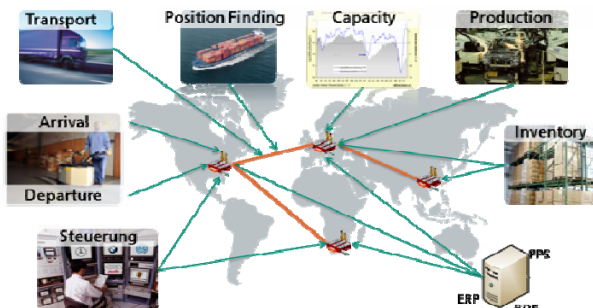 Transport
Position Finding
Capacity
Production
Arrival
Departure
Inventory
Steuerung
PPS
ERP